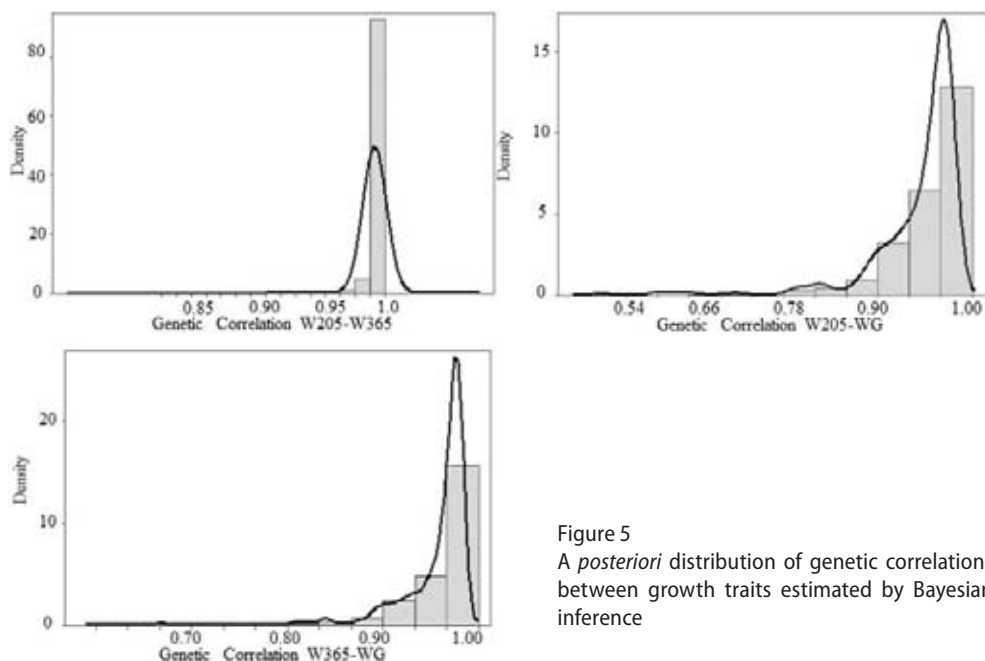 80
60
40
20
0
Density
0.85 0.90 0.95 1.0
Genetic Correlation W205-W365
15
10
5
0
Density
0.54 0.66 0.78 0.90 1.00
Genetic Correlation W205-WG
20
10
0
Density
0.70 0.80 0.90 1.00
Genetic Correlation W365-WG
Figure 5
A posteriori distribution of genetic correlation
between growth traits estimated by Bayesian
inference